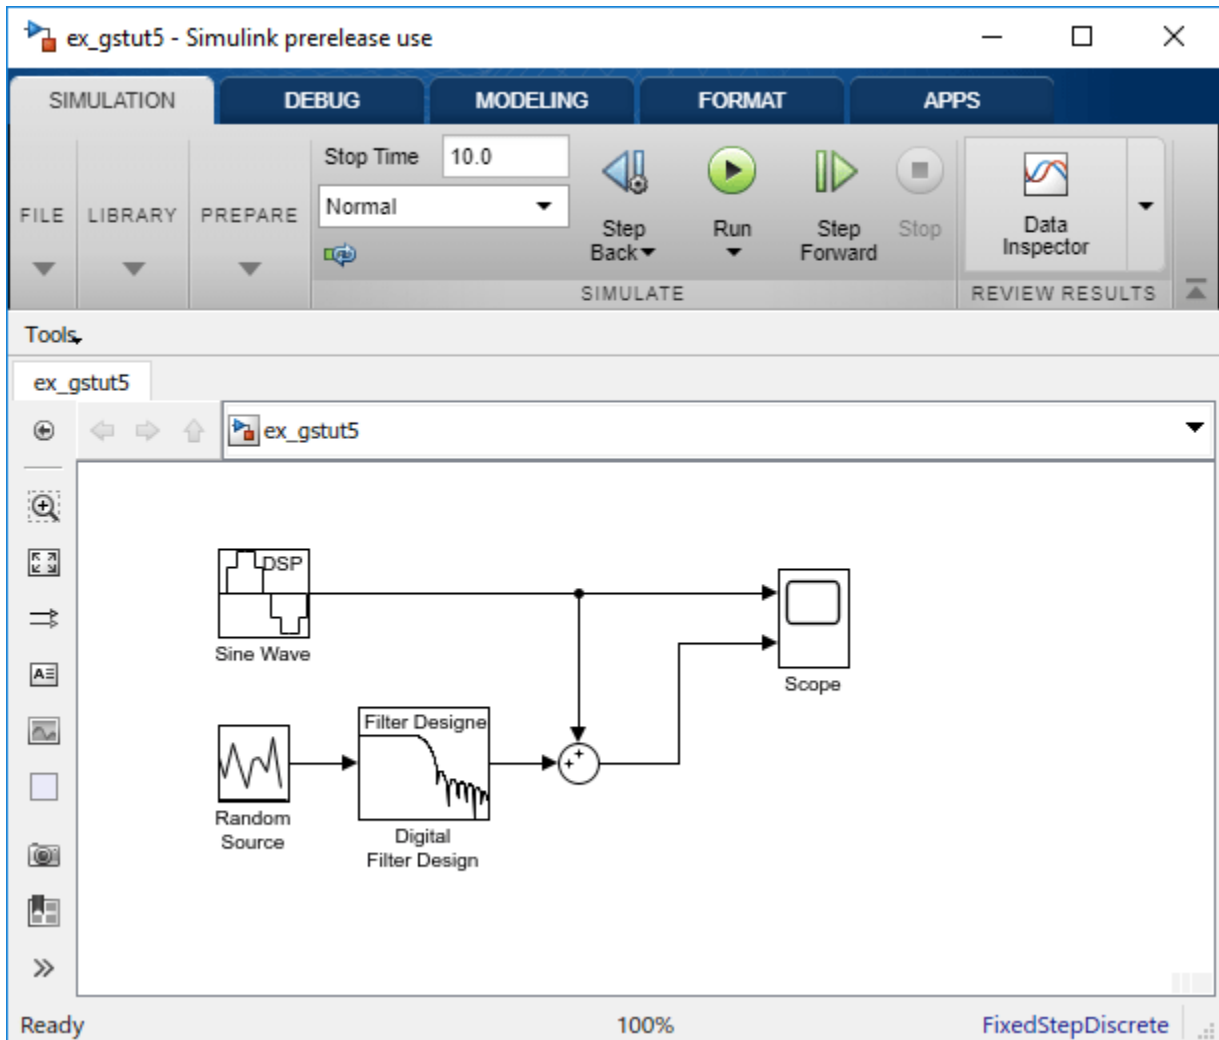 ex_gstut5 - Simulink prerelease use
SIMULATION DEBUG MODELING FORMAT APPS
FILE LIBRARY PREPARE
Stop Time 10.0
Normal
Step
Back
Run
Step
Forward
Stop
Data
Inspector
SIMULATE
REVIEW RESULTS
Tools
ex_gstut5
ex_gstut5
DSP
Sine Wave
Scope
Filter Designe
Random
Source
Digital
Filter Design
Ready 100% FixedStepDiscrete